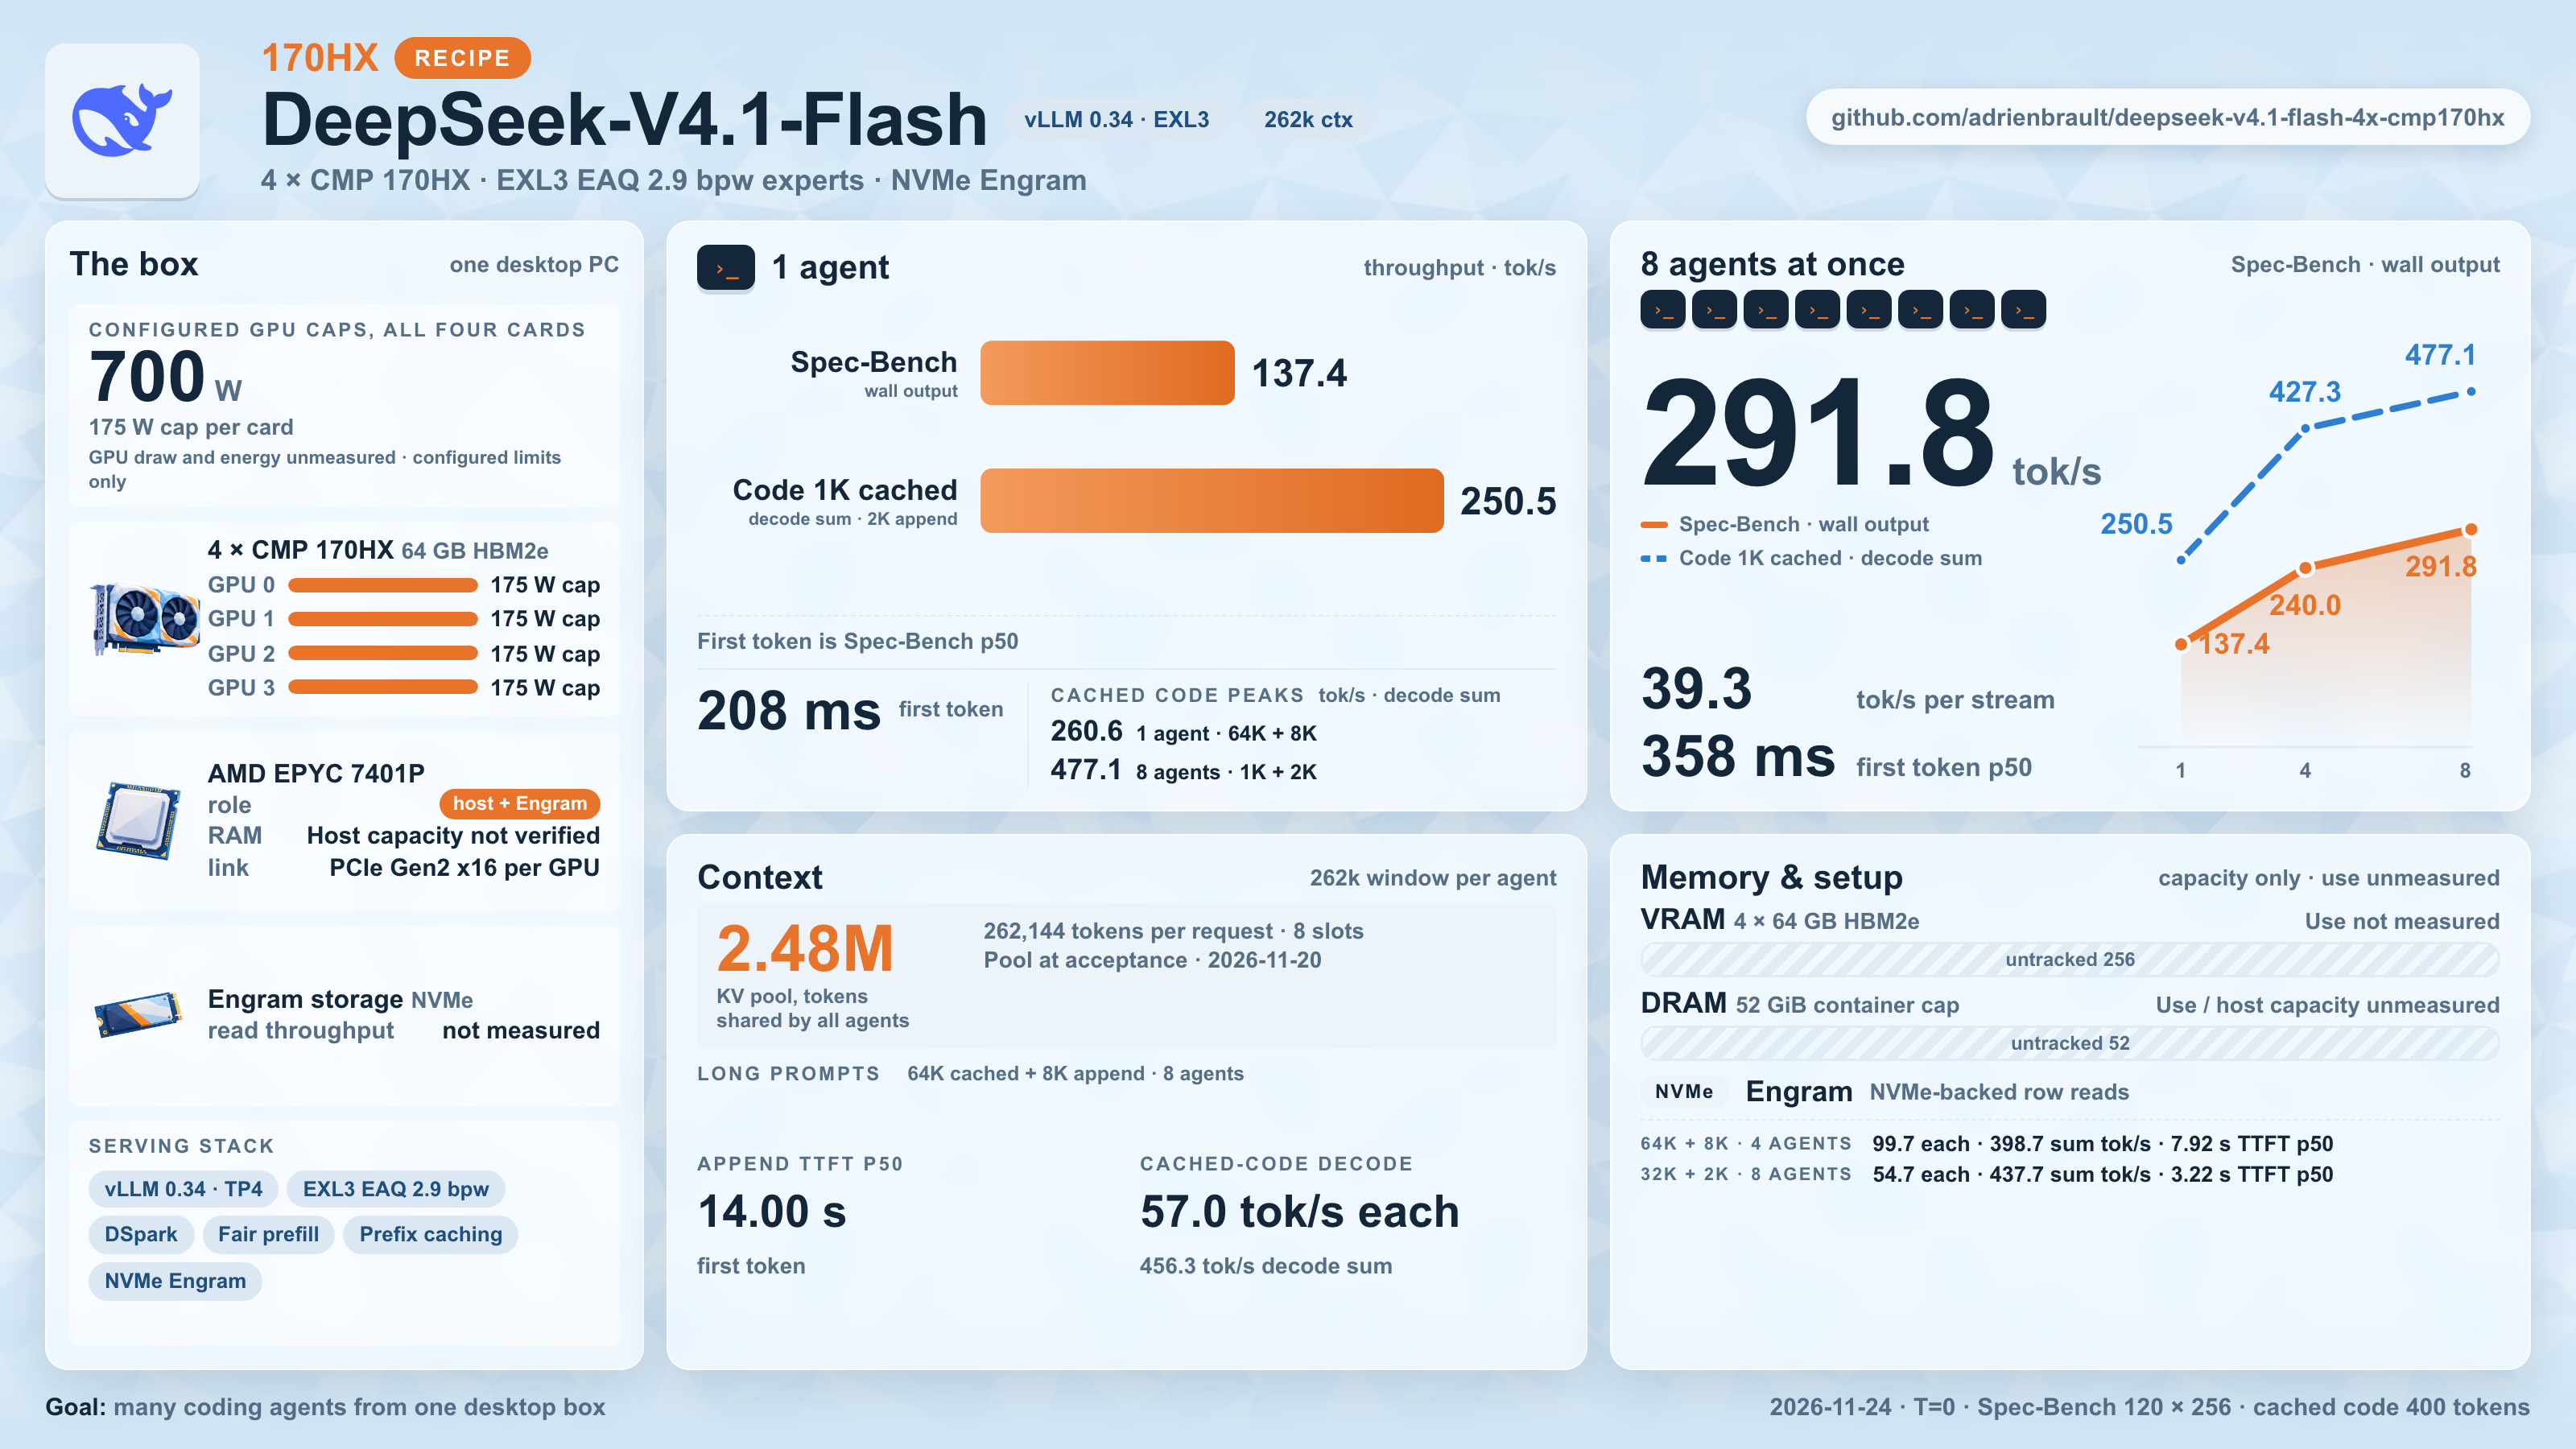 170HX RECIPE
DeepSeek-V4.1-Flash vLLM 0.34 · EXL3 262k ctx
4 × CMP 170HX · EXL3 EAQ 2.9 bpw experts · NVMe Engram
github.com/adrienbrault/deepseek-v4.1-flash-4x-cmp170hx
The box one desktop PC
CONFIGURED GPU CAPS, ALL FOUR CARDS
700 W
175 W cap per card
GPU draw and energy unmeasured · configured limits
only
4 × CMP 170HX 64 GB HBM2e
GPU 0 175 W cap
GPU 1 175 W cap
GPU 2 175 W cap
GPU 3 175 W cap
AMD EPYC 7401P
role host + Engram
RAM Host capacity not verified
link PCIe Gen2 x16 per GPU
Engram storage NVMe
read throughput not measured
SERVING STACK
vLLM 0.34 · TP4 EXL3 EAQ 2.9 bpw
DSpark Fair prefill Prefix caching
NVMe Engram
›_ 1 agent throughput · tok/s
Spec-Bench 137.4
wall output
Code 1K cached 250.5
decode sum · 2K append
First token is Spec-Bench p50
208 ms first token
CACHED CODE PEAKS tok/s · decode sum
260.6 1 agent · 64K + 8K
477.1 8 agents · 1K + 2K
8 agents at once Spec-Bench · wall output
›_ ›_ ›_ ›_ ›_ ›_ ›_ ›_
291.8 tok/s
Spec-Bench · wall output
Code 1K cached · decode sum
39.3 tok/s per stream
358 ms first token p50
477.1
427.3
250.5
291.8
240.0
137.4
1 4 8
Context 262k window per agent
2.48M
KV pool, tokens
shared by all agents
262,144 tokens per request · 8 slots
Pool at acceptance · 2026-11-20
LONG PROMPTS 64K cached + 8K append · 8 agents
APPEND TTFT P50
14.00 s
first token
CACHED-CODE DECODE
57.0 tok/s each
456.3 tok/s decode sum
Memory & setup capacity only · use unmeasured
VRAM 4 × 64 GB HBM2e Use not measured
untracked 256
DRAM 52 GiB container cap Use / host capacity unmeasured
untracked 52
NVMe Engram NVMe-backed row reads
64K + 8K · 4 AGENTS 99.7 each · 398.7 sum tok/s · 7.92 s TTFT p50
32K + 2K · 8 AGENTS 54.7 each · 437.7 sum tok/s · 3.22 s TTFT p50
Goal: many coding agents from one desktop box
2026-11-24 · T=0 · Spec-Bench 120 × 256 · cached code 400 tokens